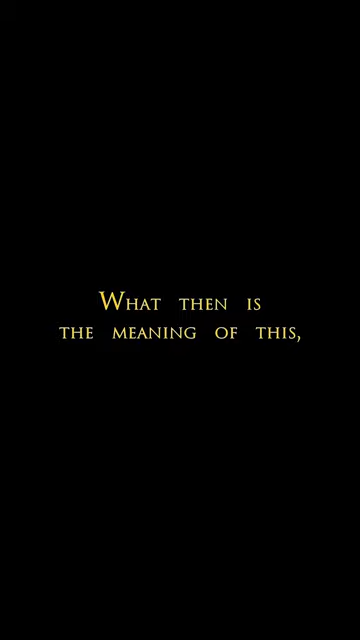 What then is
the meaning of this,